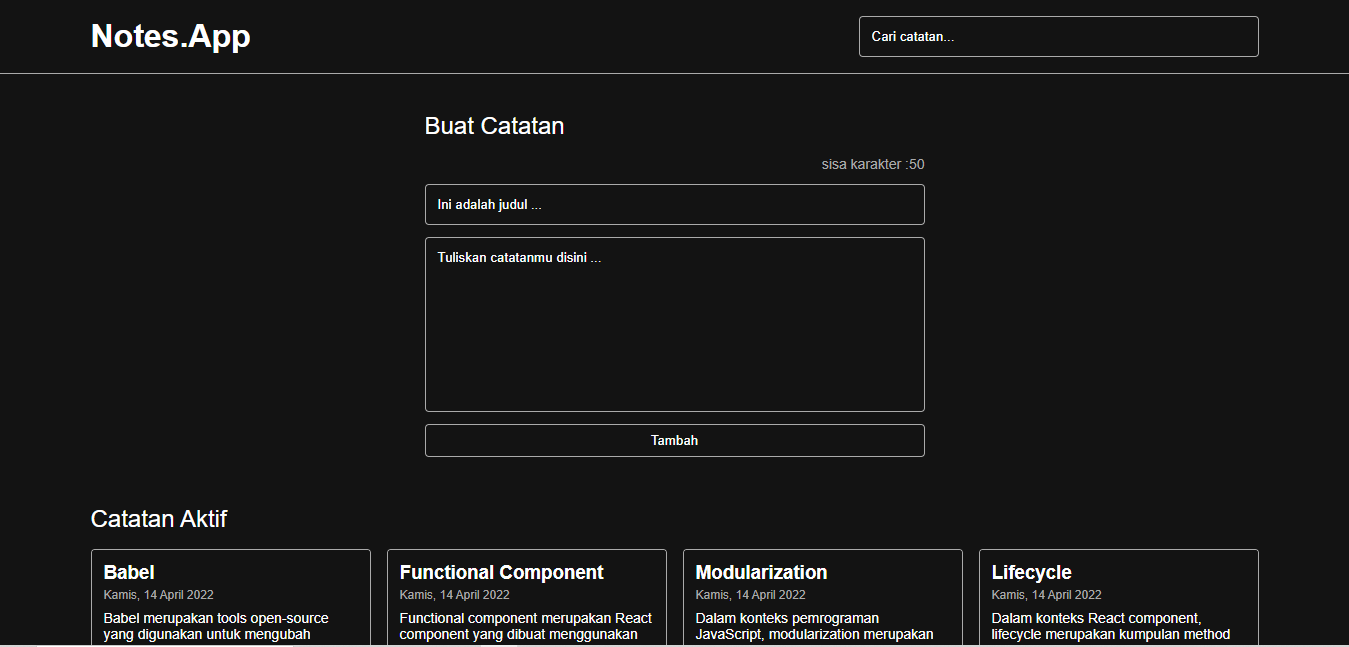 Notes.App
Cari catatan...
Buat Catatan
sisa karakter :50
Ini adalah judul ...
Tuliskan catatanmu disini ...
Tambah
Catatan Aktif
Babel
Kamis, 14 April 2022
Babel merupakan tools open-source
yang digunakan untuk mengubah
Functional Component
Kamis, 14 April 2022
Functional component merupakan React
component yang dibuat menggunakan
Modularization
Kamis, 14 April 2022
Dalam konteks pemrograman
JavaScript, modularization merupakan
Lifecycle
Kamis, 14 April 2022
Dalam konteks React component,
lifecycle merupakan kumpulan method